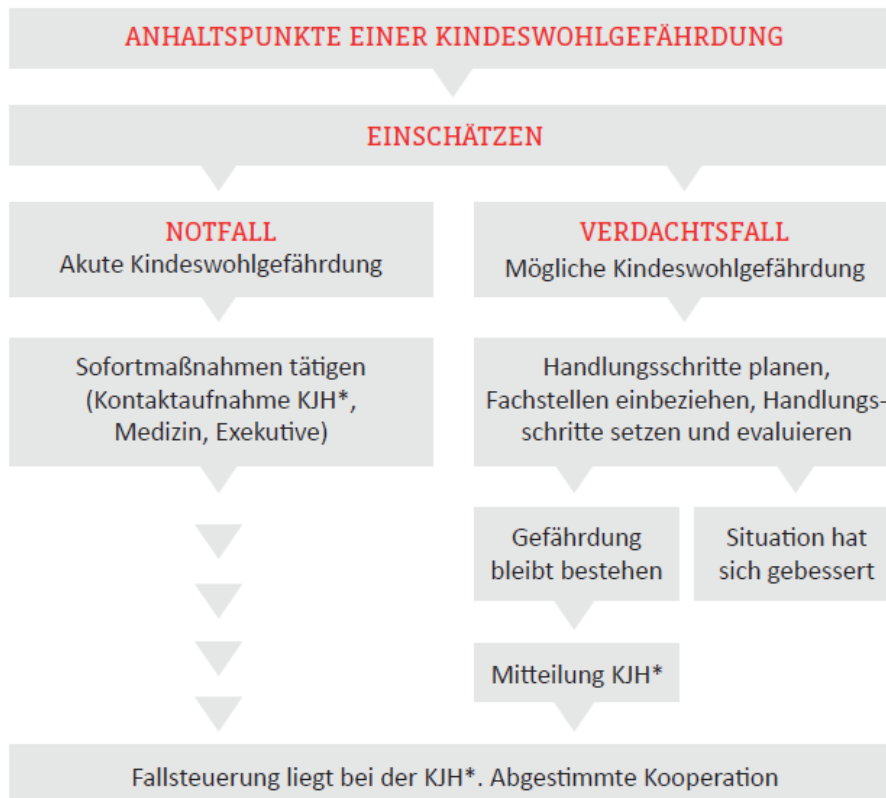 ANHALTSPUNKTE EINER KINDESWOHLGEFÄHRDUNG
EINSCHÄTZEN
NOTFALL
Akute Kindeswohlgefährdung
VERDACHTSFALL
Mögliche Kindeswohlgefährdung
Sofortmaßnahmen tätigen
(Kontaktaufnahme KJH*,
Medizin, Exekutive)
Handlungsschritte planen,
Fachstellen einbeziehen, Handlungs-
schritte setzen und evaluieren
Gefährdung
bleibt bestehen
Situation hat
sich gebessert
Mitteilung KJH*
Fallsteuerung liegt bei der KJH*. Abgestimmte Kooperation